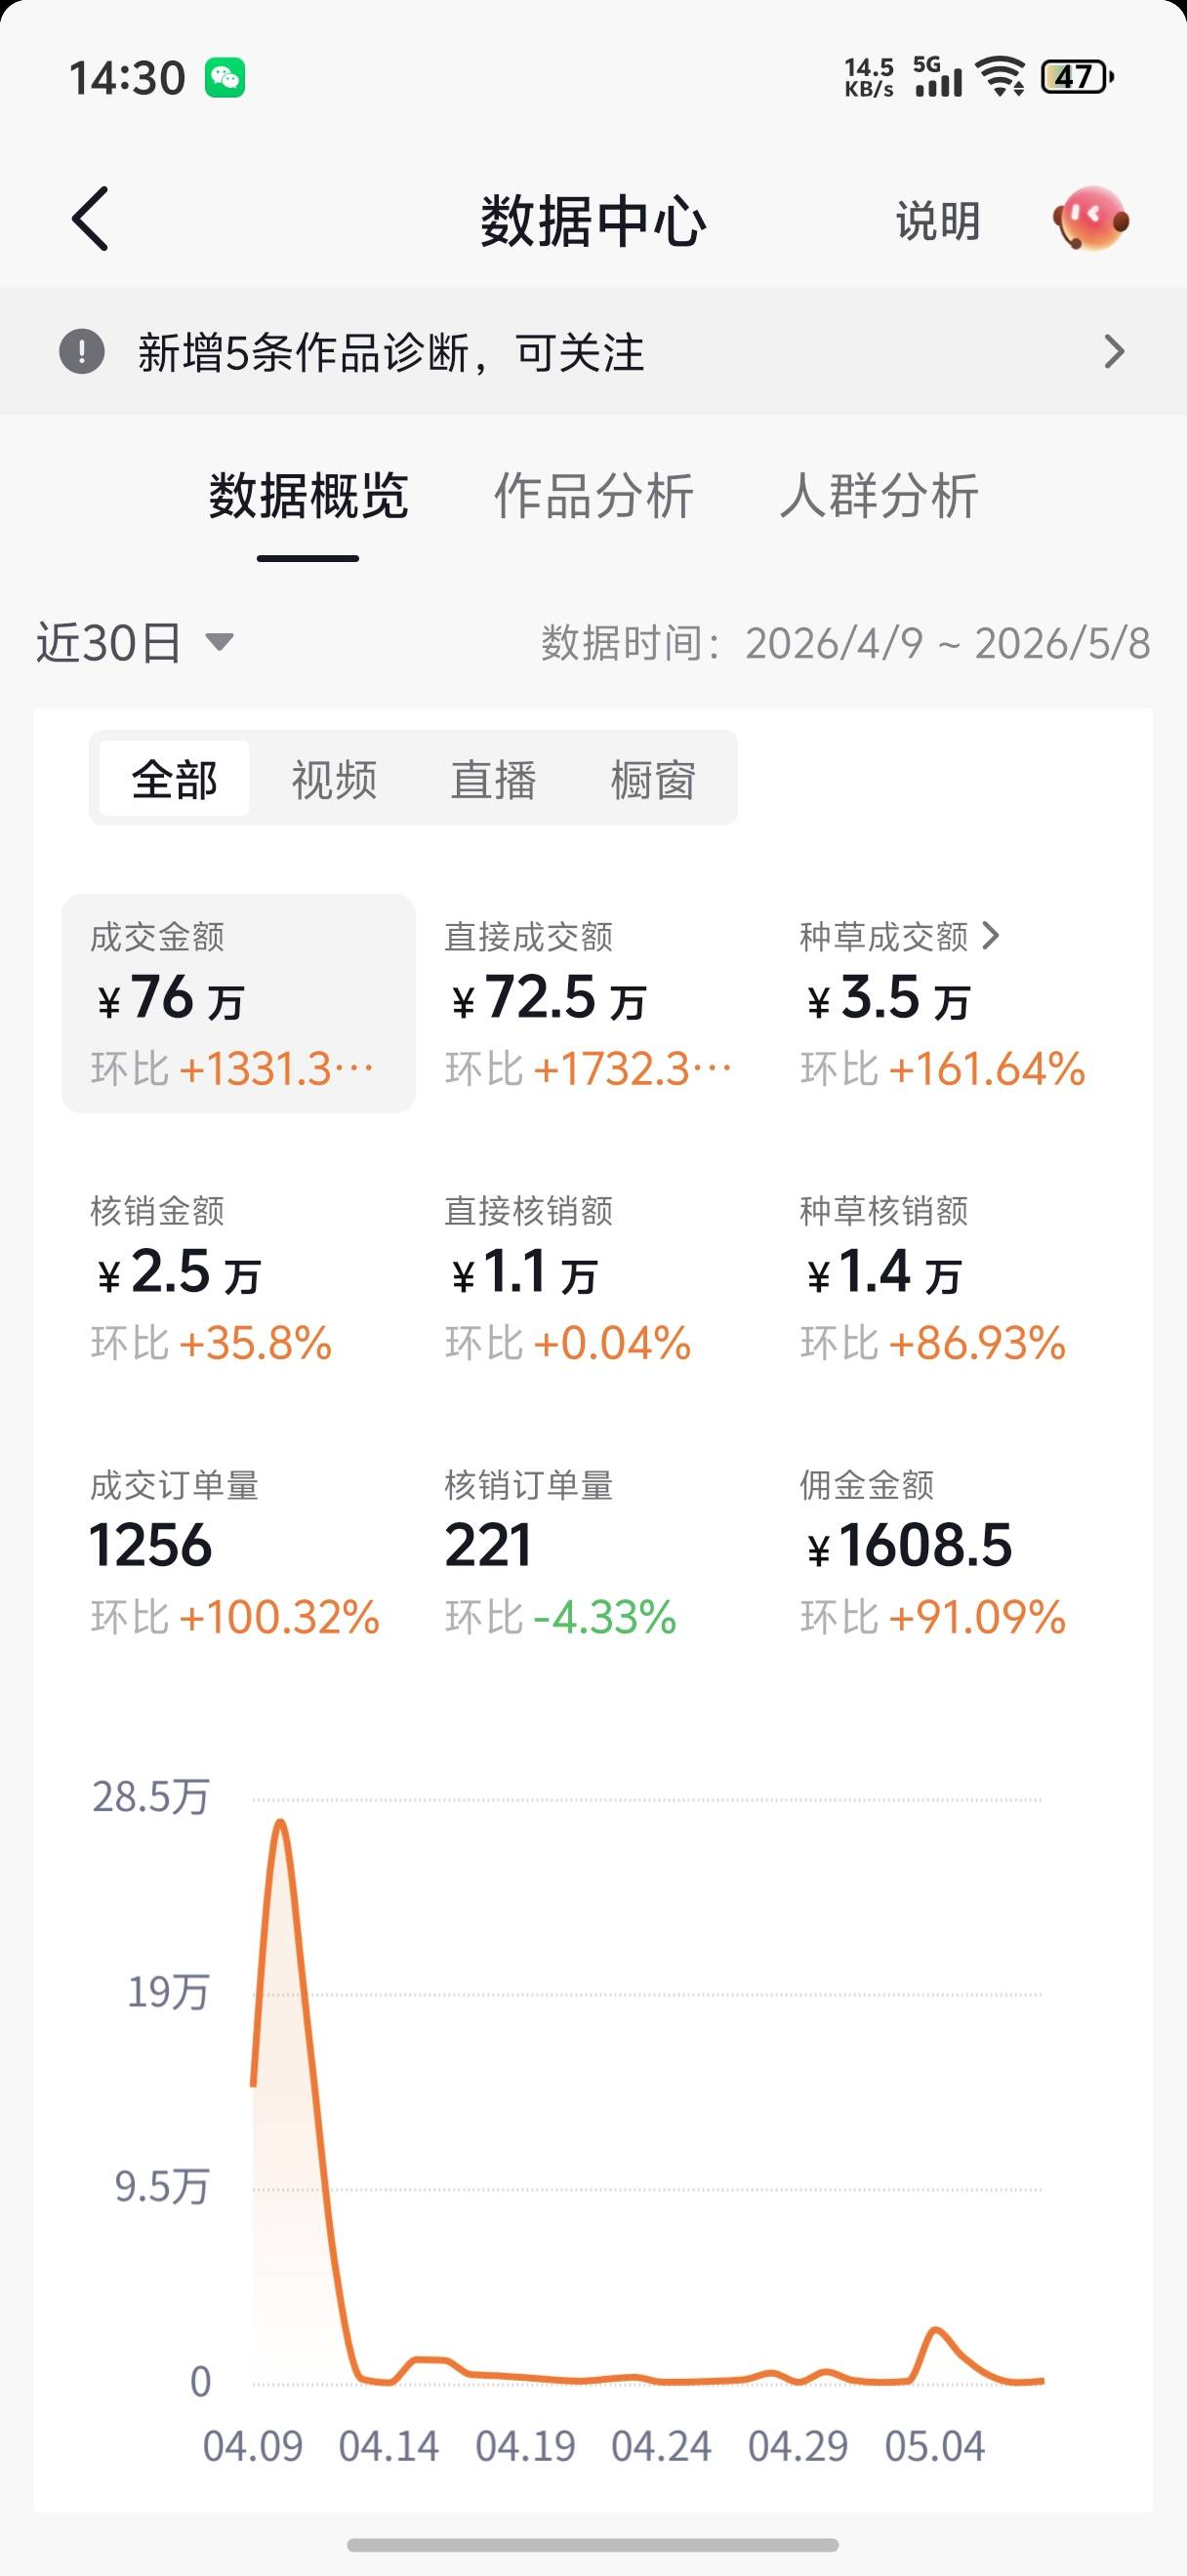 14:30
14.5 KB/s 5G 47
数据中心 说明
新增5条作品诊断，可关注
数据概览 作品分析 人群分析
近30日 数据时间：2026/4/9 ~ 2026/5/8
全部 视频 直播 橱窗
成交金额 直接成交额 种草成交额
¥76万 ¥72.5万 ¥3.5万
环比 +1331.3··· 环比 +1732.3··· 环比 +161.64%
核销金额 直接核销额 种草核销额
¥2.5万 ¥1.1万 ¥1.4万
环比 +35.8% 环比 +0.04% 环比 +86.93%
成交订单量 核销订单量 佣金金额
1256 221 ¥1608.5
环比 +100.32% 环比 -4.33% 环比 +91.09%
28.5万
19万
9.5万
0
04.09 04.14 04.19 04.24 04.29 05.04